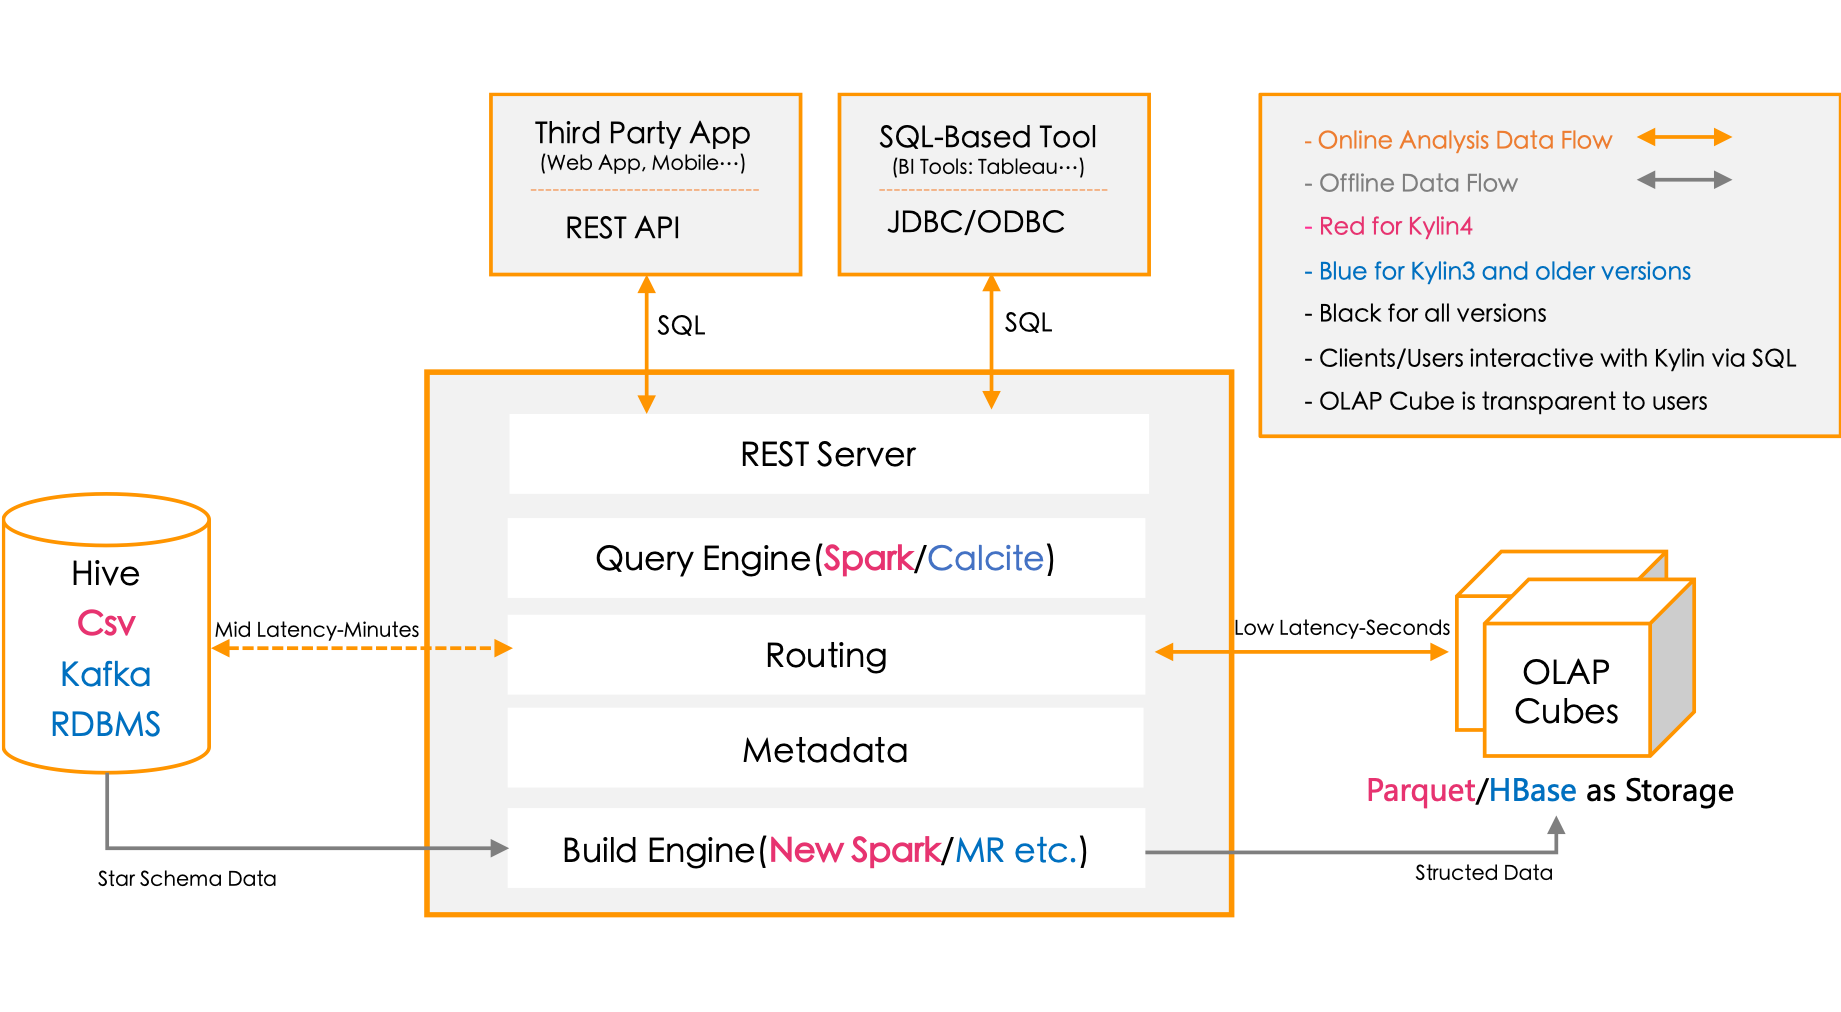 Third Party App
(Web App, Mobile···)
REST API
SQL-Based Tool
(BI Tools: Tableau···)
JDBC/ODBC
- Online Analysis Data Flow
- Offline Data Flow
- Red for Kylin4
- Blue for Kylin3 and older versions
- Black for all versions
- Clients/Users interactive with Kylin via SQL
- OLAP Cube is transparent to users
SQL
SQL
REST Server
Query Engine(Spark/Calcite)
Routing
Metadata
Build Engine(New Spark/MR etc.)
Hive
Csv
Kafka
RDBMS
Mid Latency-Minutes
Star Schema Data
Low Latency-Seconds
OLAP
Cubes
Parquet/HBase as Storage
Structed Data